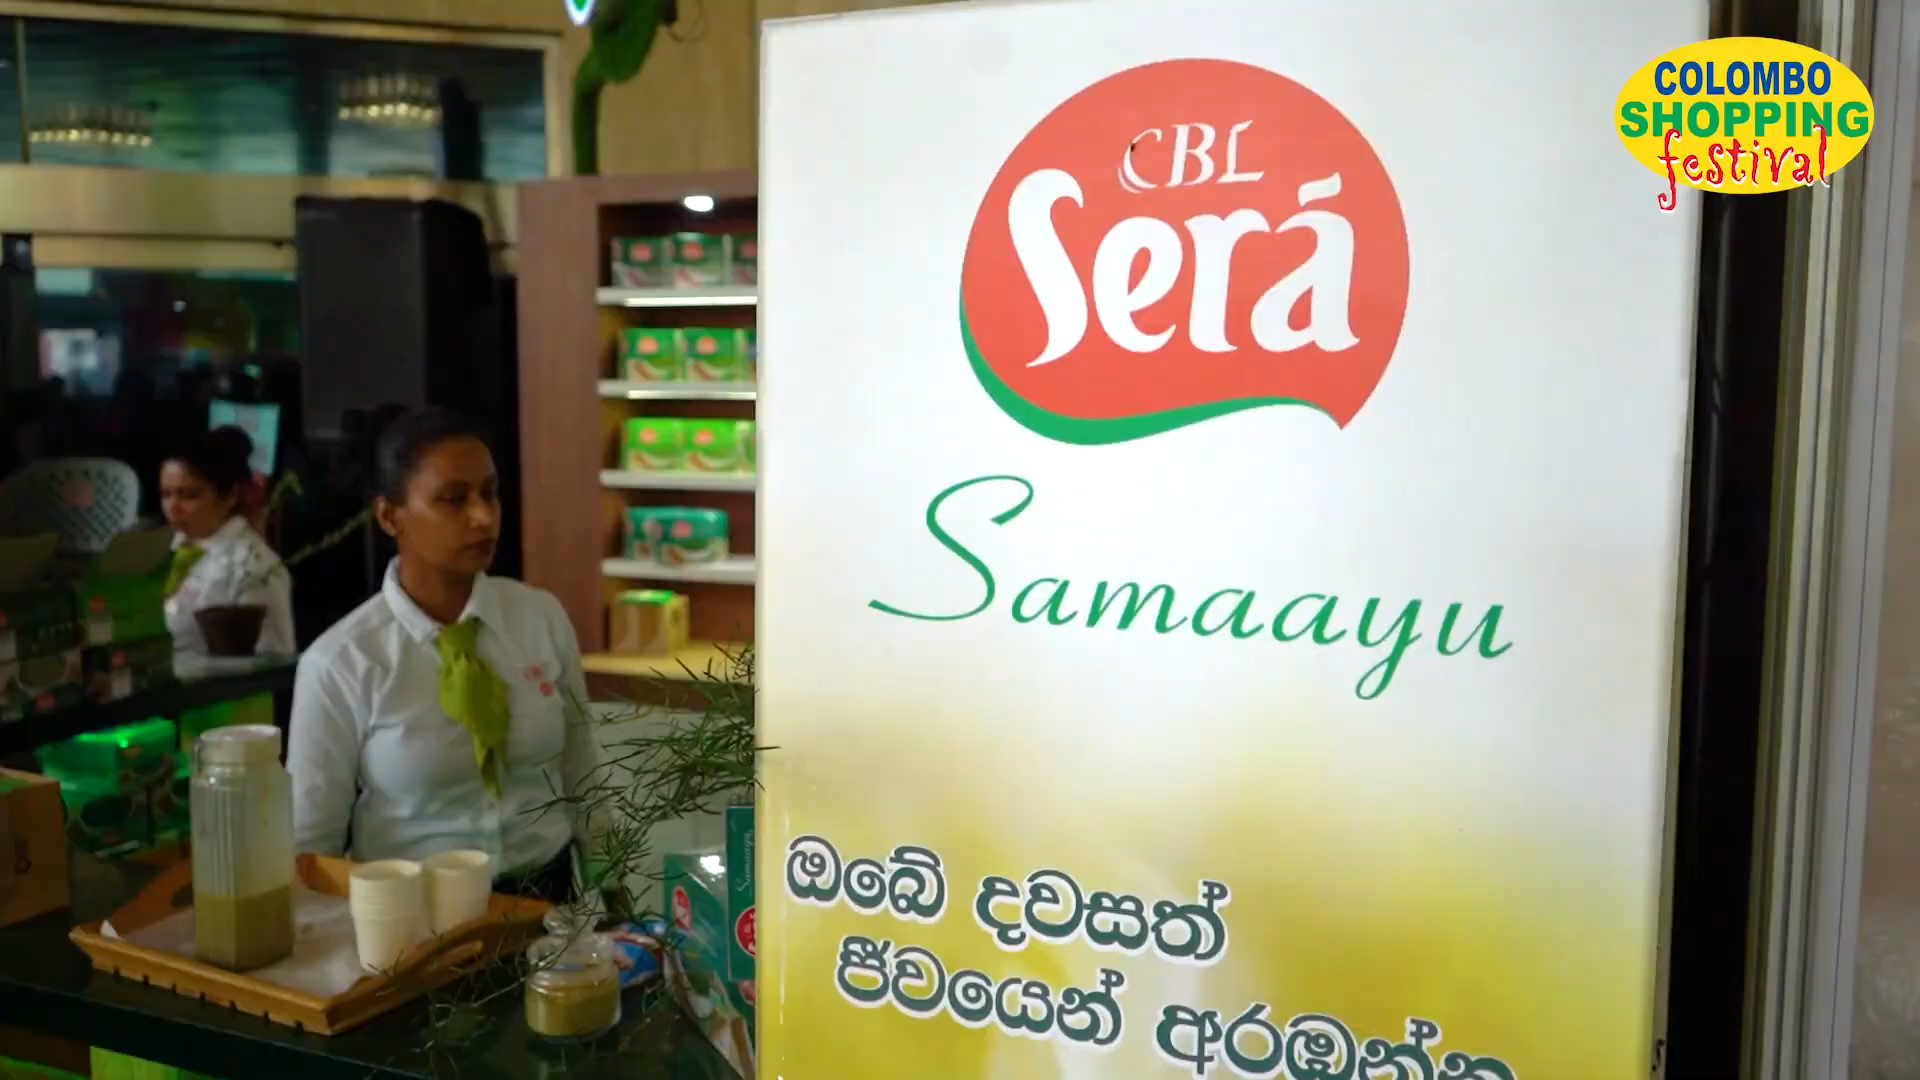 COLOMBO
SHOPPING
festival
CBL
Será
Samaayu
ඔබේ දවසත්
ජීවයෙන් අරඹන්න